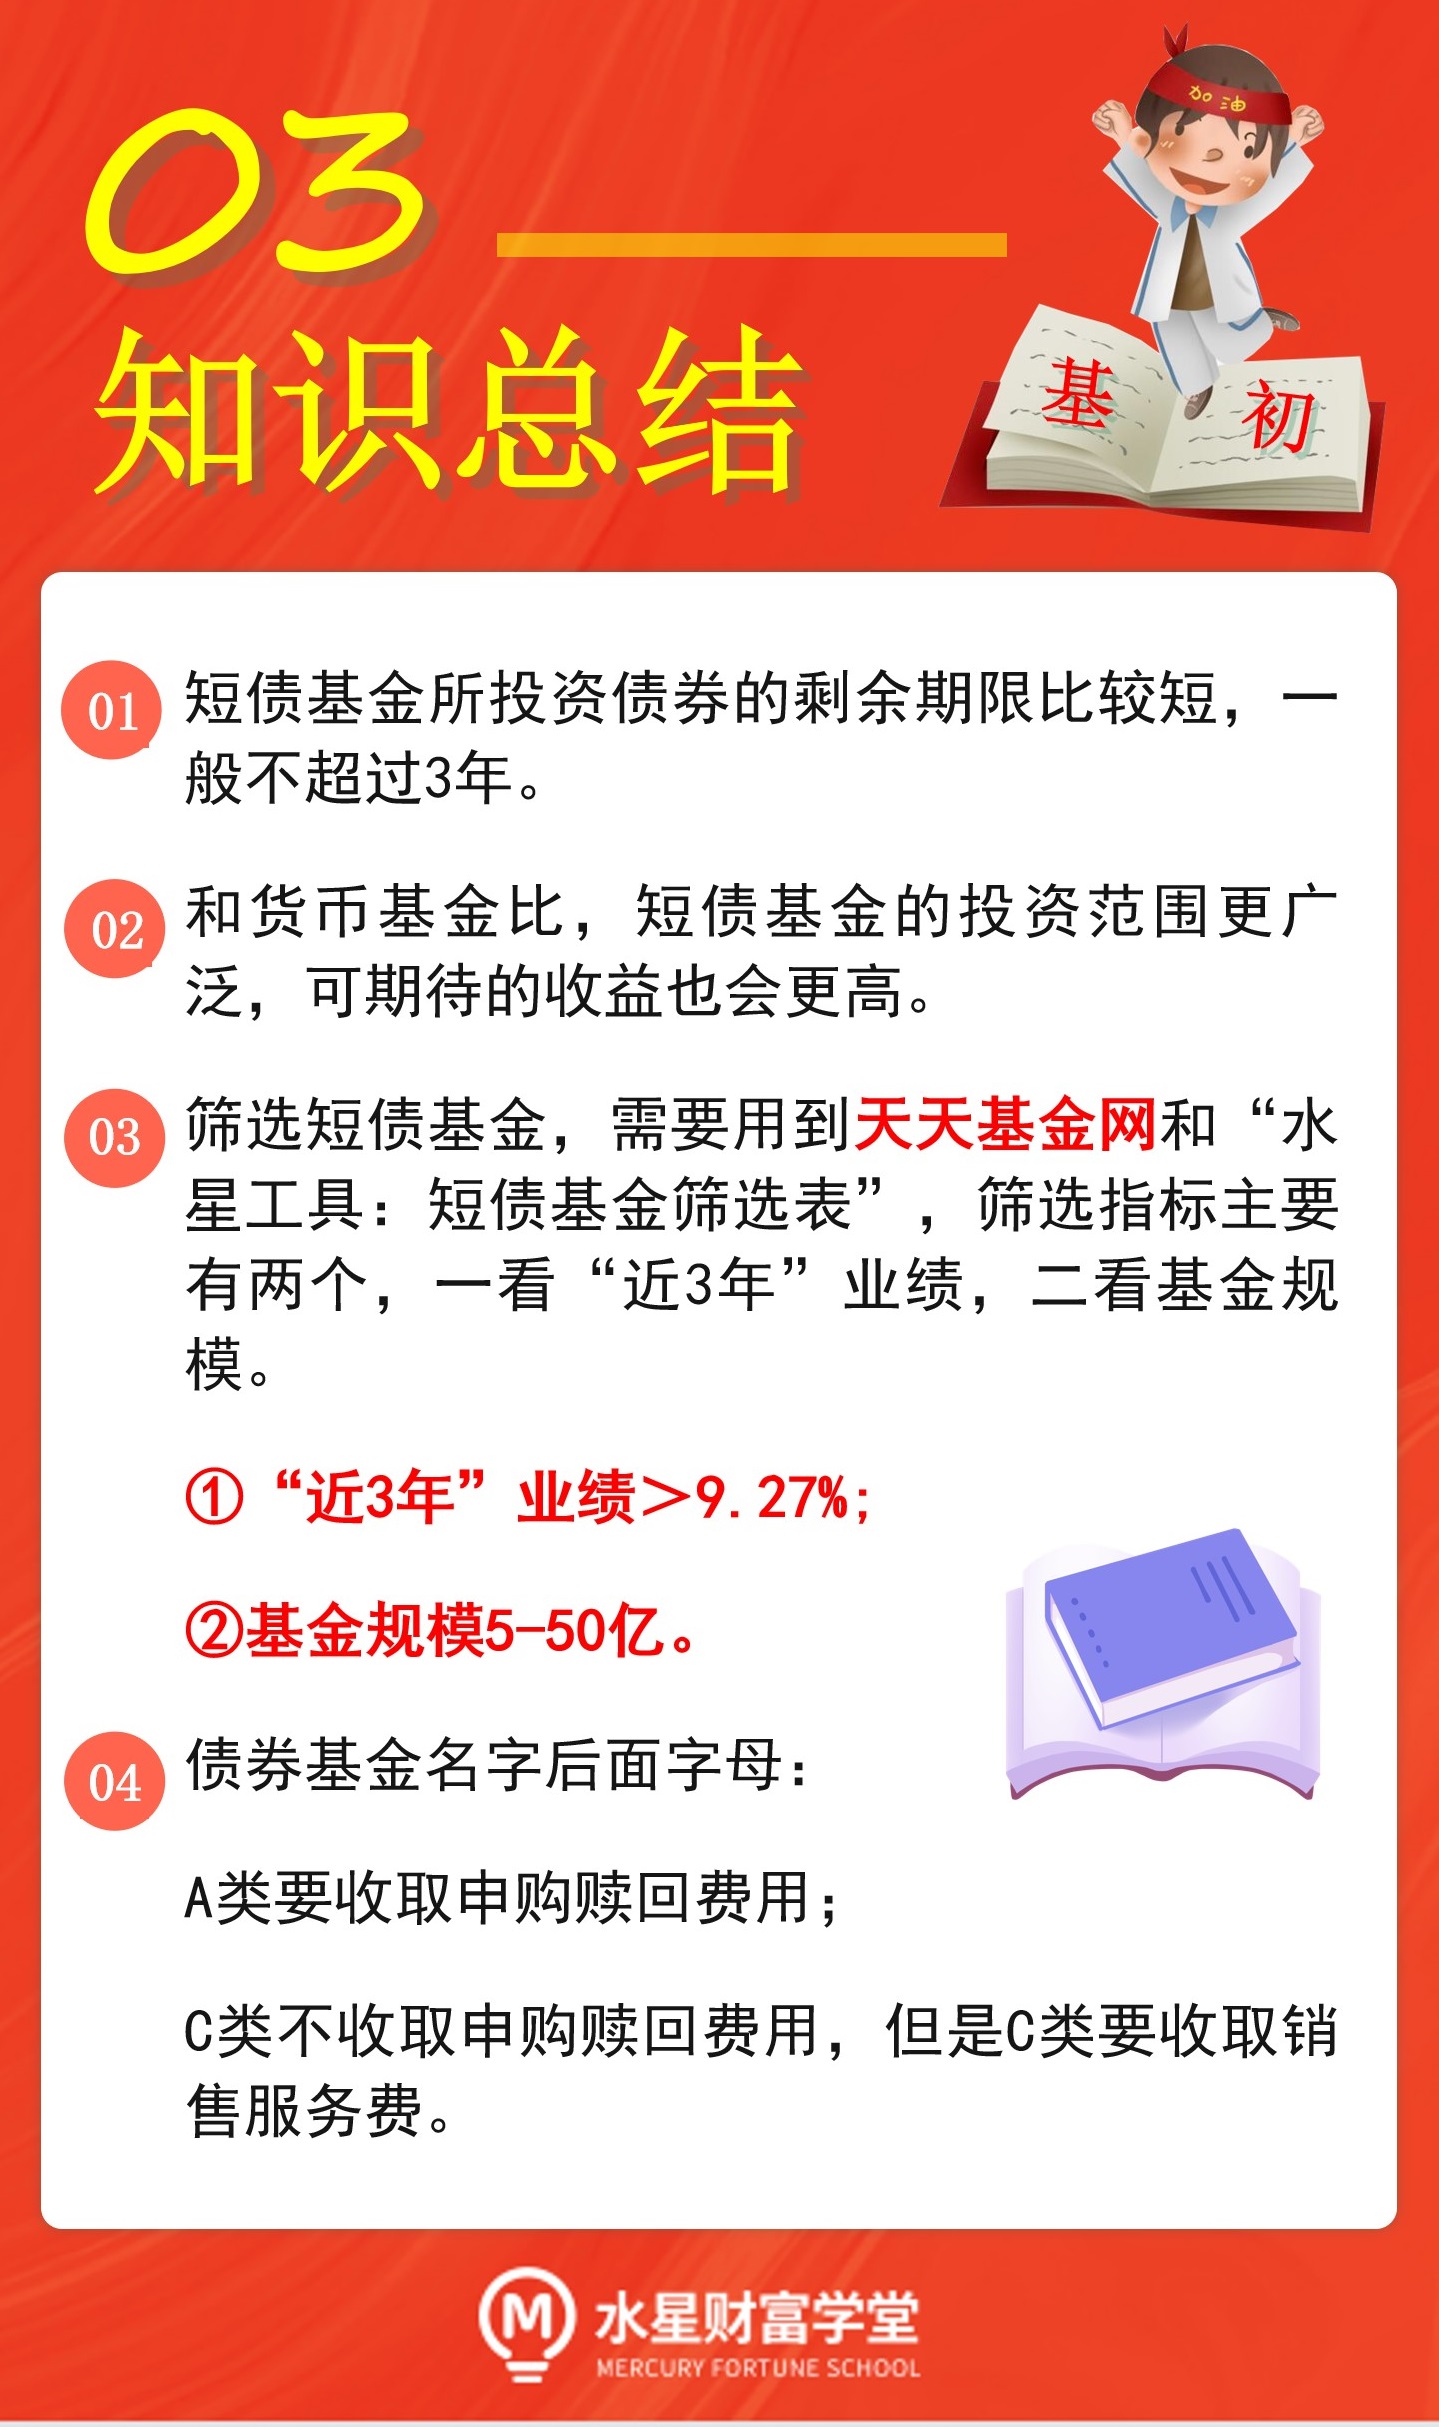 03
加油
知识总结
基
初
01
短债基金所投资债券的剩余期限比较短，一
般不超过3年。
02
和货币基金比，短债基金的投资范围更广
泛，可期待的收益也会更高。
03
筛选短债基金，需要用到天天基金网和“水
星工具：短债基金筛选表”，筛选指标主要
有两个，一看“近3年”业绩，二看基金规
模。
①“近3年”业绩>9.27%;
②基金规模5-50亿。
04
债券基金名字后面字母：
A类要收取申购赎回费用；
C类不收取申购赎回费用，但是C类要收取销
售服务费。
M
水星财富学堂
MERCURY FORTUNE SCHOOL